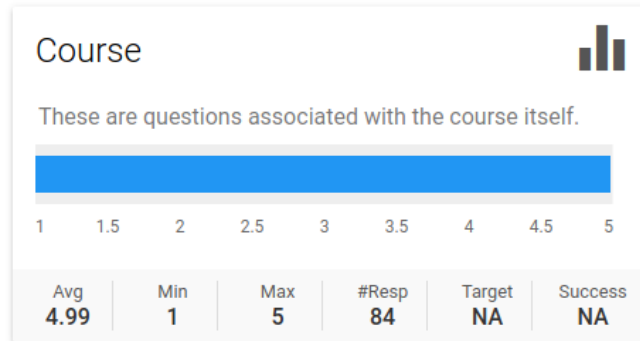 Course
These are questions associated with the course itself.
1 1.5 2 2.5 3 3.5 4 4.5 5
Avg Min Max #Resp Target Success
4.99 1 5 84 NA NA